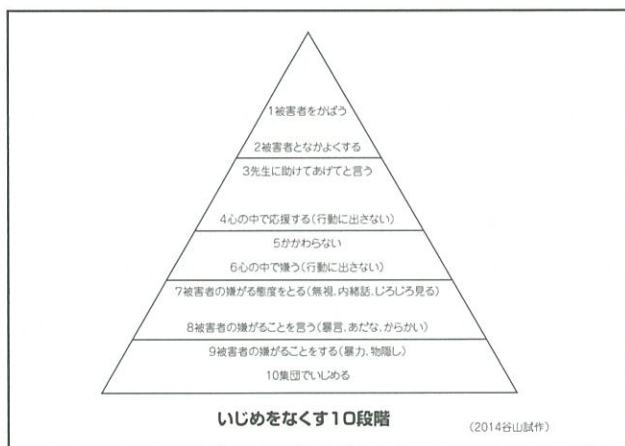 1被害者をかばう
2被害者となかよくする
3先生に助けてあげてと言う
4心の中で応援する(行動に出さない)
5かかわらない
6心の中で嫌う(行動に出さない)
7被害者の嫌がる態度をとる(無視,内緒話,じろじろ見る)
8被害者の嫌がることを言う(暴言,あだな,からかい)
9被害者の嫌がることをする(暴力,物隠し)
10集団でいじめる
いじめをなくす10段階
(2014谷山試作)